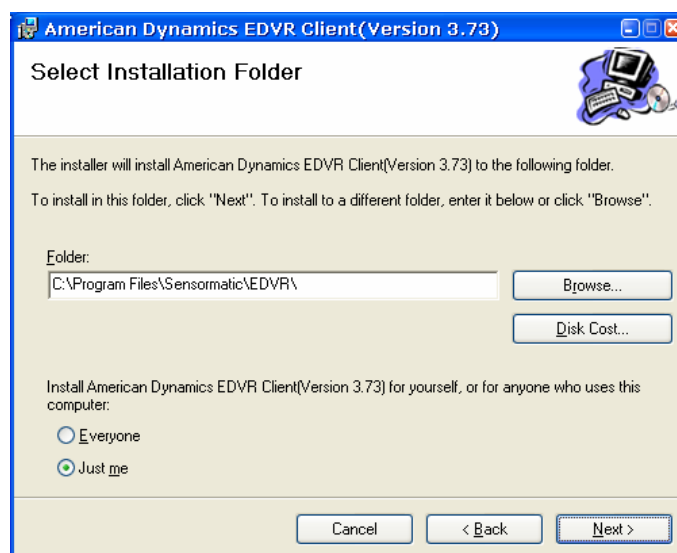 American Dynamics EDVR Client(Version 3.73)
Select Installation Folder
The installer will install American Dynamics EDVR Client(Version 3.73) to the following folder.
To install in this folder, click "Next". To install to a different folder, enter it below or click "Browse".
Folder:
C:\Program Files\Sensormatic\EDVR\
Browse...
Disk Cost...
Install American Dynamics EDVR Client(Version 3.73) for yourself, or for anyone who uses this
computer:
Everyone
Just me
Cancel
< Back
Next >